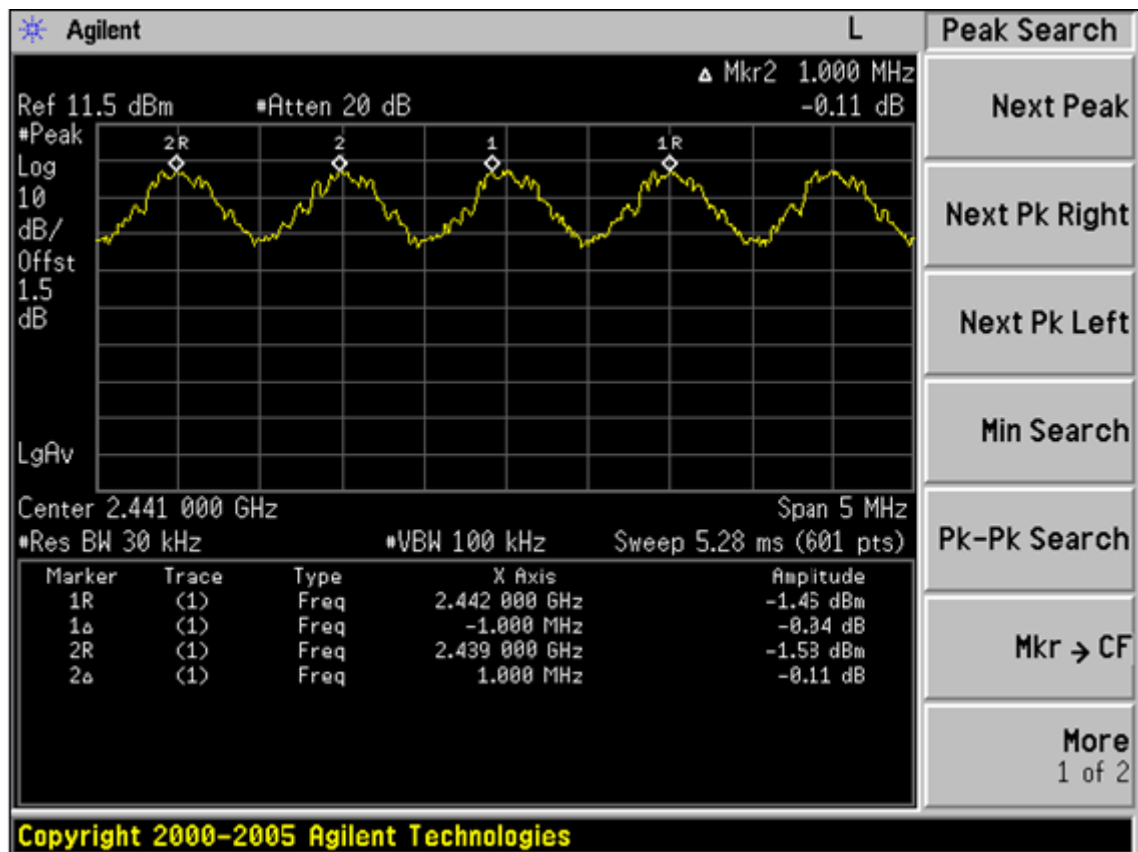 Agilent L
Peak Search
Δ Mkr2 1.000 MHz
Ref 11.5 dBm #Atten 20 dB -0.11 dB
#Peak
Log
10
dB/
Offst
1.5
dB
2R 2 1 1R
LgAv
Center 2.441 000 GHz Span 5 MHz
#Res BW 30 kHz #VBW 100 kHz Sweep 5.28 ms (601 pts)
Marker Trace Type X Axis Amplitude
1R (1) Freq 2.442 000 GHz -1.46 dBm
1Δ (1) Freq -1.000 MHz -0.04 dB
2R (1) Freq 2.439 000 GHz -1.53 dBm
2Δ (1) Freq 1.000 MHz -0.11 dB
Next Peak
Next Pk Right
Next Pk Left
Min Search
Pk-Pk Search
Mkr → CF
More
1 of 2
Copyright 2000-2005 Agilent Technologies